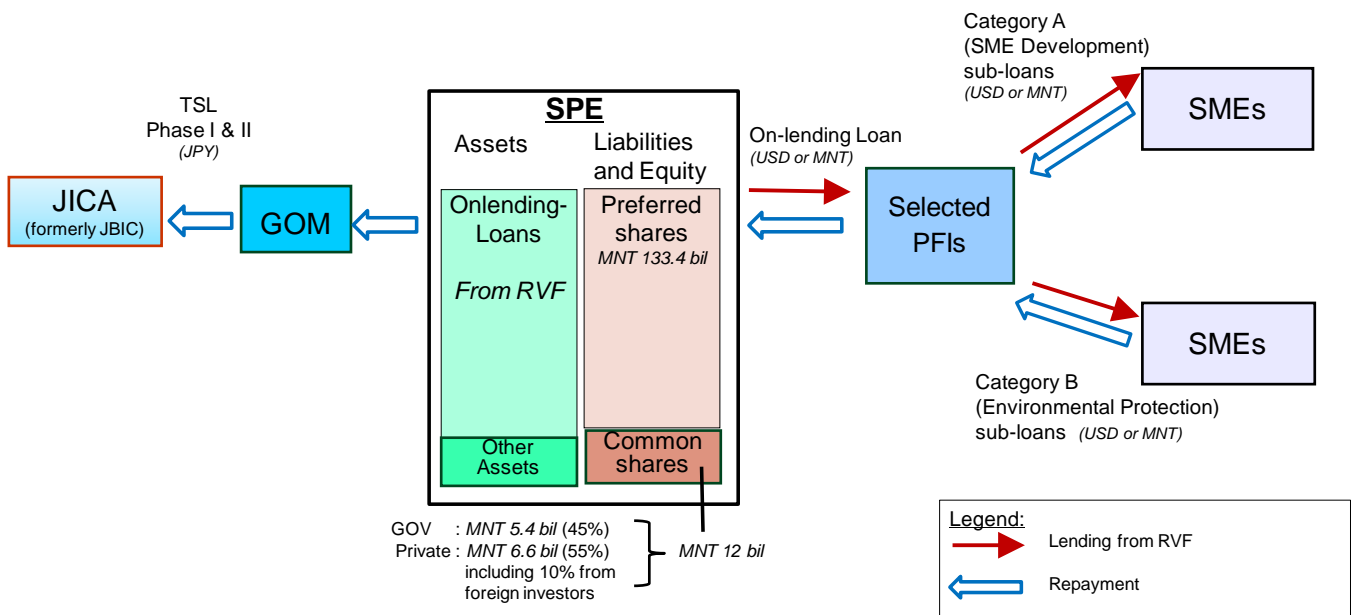 TSL
Phase I & II
(JPY)
JICA
(formerly JBIC)
GOM
SPE
Assets
Liabilities
and Equity
Onlending-
Loans
From RVF
Preferred
shares
MNT 133.4 bil
Other
Assets
Common
shares
GOV : MNT 5.4 bil (45%)
Private : MNT 6.6 bil (55%)
including 10% from
foreign investors
MNT 12 bil
On-lending Loan
(USD or MNT)
Selected
PFIs
Category A
(SME Development)
sub-loans
(USD or MNT)
SMEs
SMEs
Category B
(Environmental Protection)
sub-loans (USD or MNT)
Legend:
Lending from RVF
Repayment